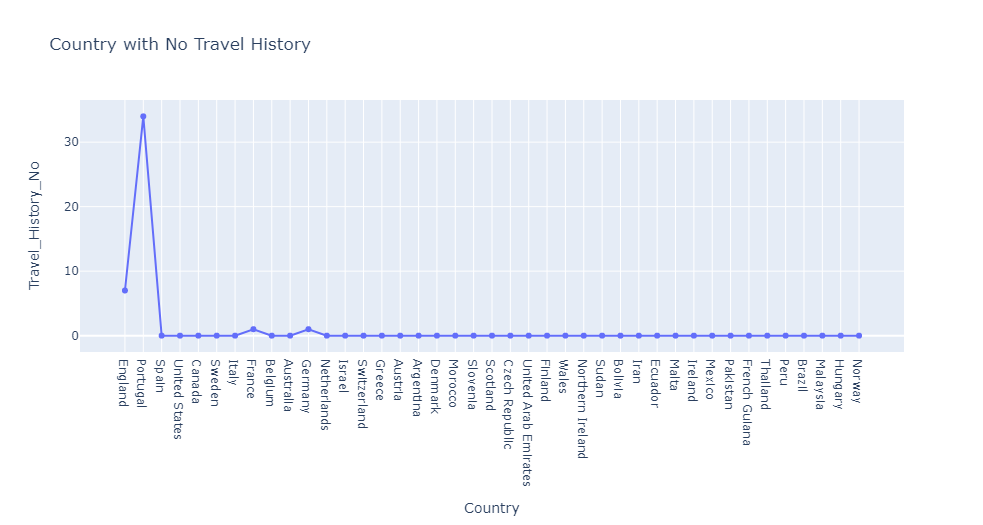 Country with No Travel History
Travel_History_No
30
20
10
0
England
Portugal
Spain
United States
Canada
Sweden
Italy
France
Belgium
Australia
Germany
Netherlands
Israel
Switzerland
Greece
Austria
Argentina
Denmark
Morocco
Slovenia
Scotland
Czech Republic
United Arab Emirates
Finland
Wales
Northern Ireland
Sudan
Bolivia
Iran
Ecuador
Malta
Ireland
Mexico
Pakistan
French Guiana
Thailand
Peru
Brazil
Malaysia
Hungary
Norway
Country